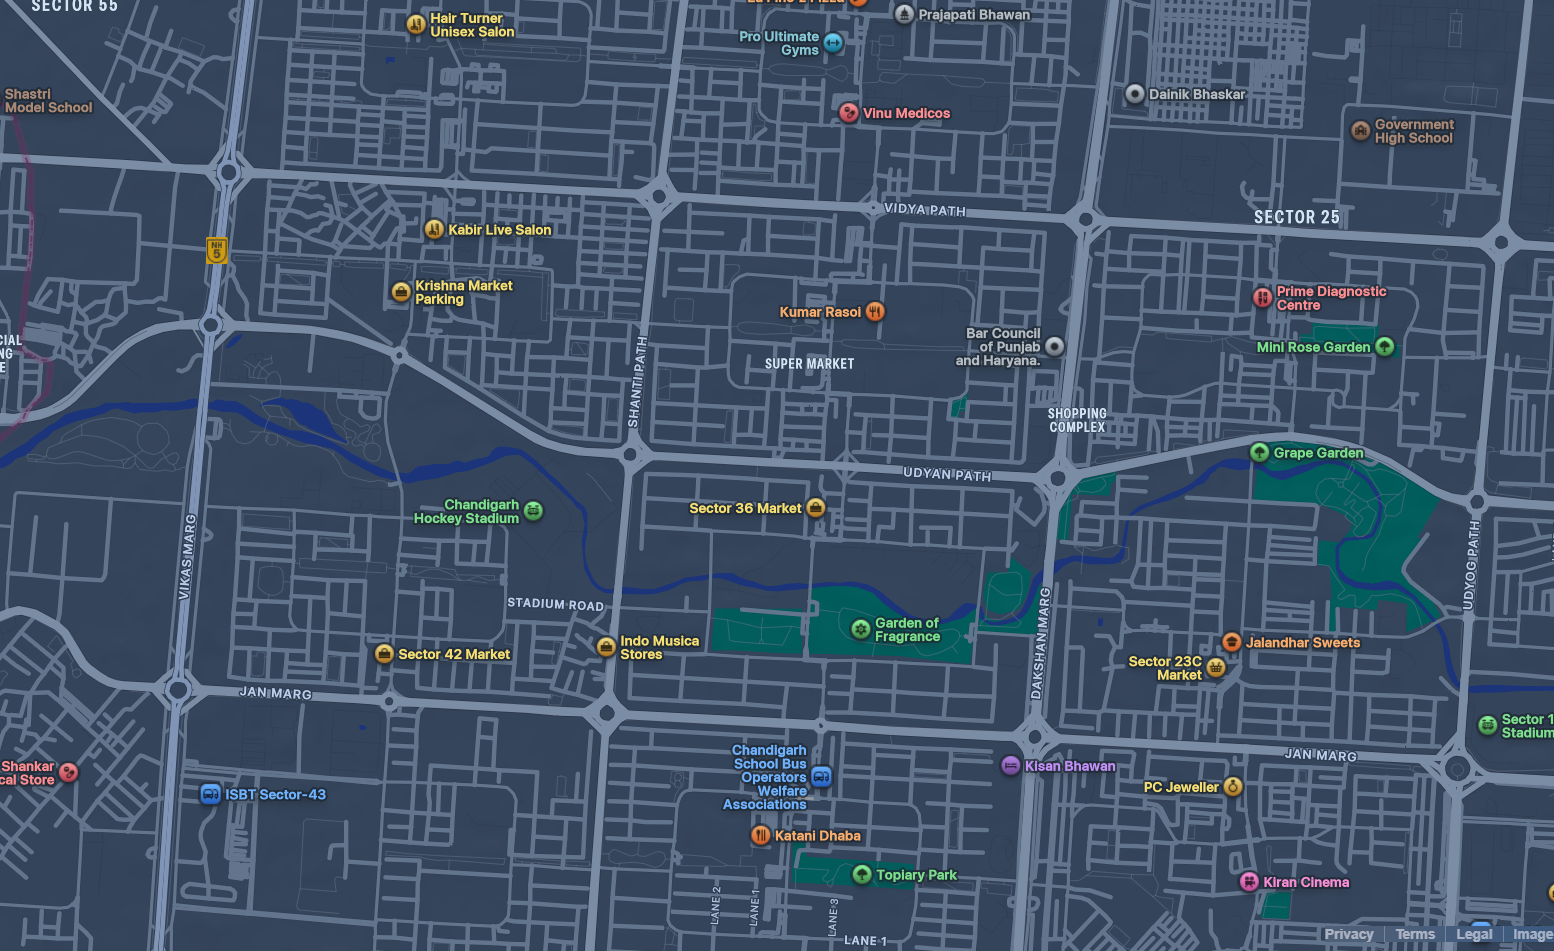 SECTOR 55
Hair Turner
Unisex Salon
Prajapati Bhawan
Pro Ultimate
Gyms
Shastri
Model School
Dainik Bhaskar
Vinu Medicos
Government
High School
VIDYA PATH
SECTOR 25
Kabir Live Salon
NH
5
Krishna Market
Parking
Prime Diagnostic
Centre
Kumar Rasoi
Bar Council
of Punjab
and Haryana.
Mini Rose Garden
SUPER MARKET
SHANTI PATH
SHOPPING
COMPLEX
Grape Garden
UDYAN PATH
Chandigarh
Hockey Stadium
Sector 36 Market
VIKAS MARG
UDYOG PATH
STADIUM ROAD
DAKSHAN MARG
Garden of
Fragrance
Indo Musica
Stores
Jalandhar Sweets
Sector 42 Market
Sector 23C
Market
JAN MARG
Sector 1
Stadium
JAN MARG
Chandigarh
School Bus
Operators
Welfare
Associations
Shankar
cal Store
Kisan Bhawan
PC Jeweller
ISBT Sector-43
Katani Dhaba
Topiary Park
Kiran Cinema
LANE 2
LANE 1
LANE 3
LANE 1
Privacy
Terms
Legal
Image